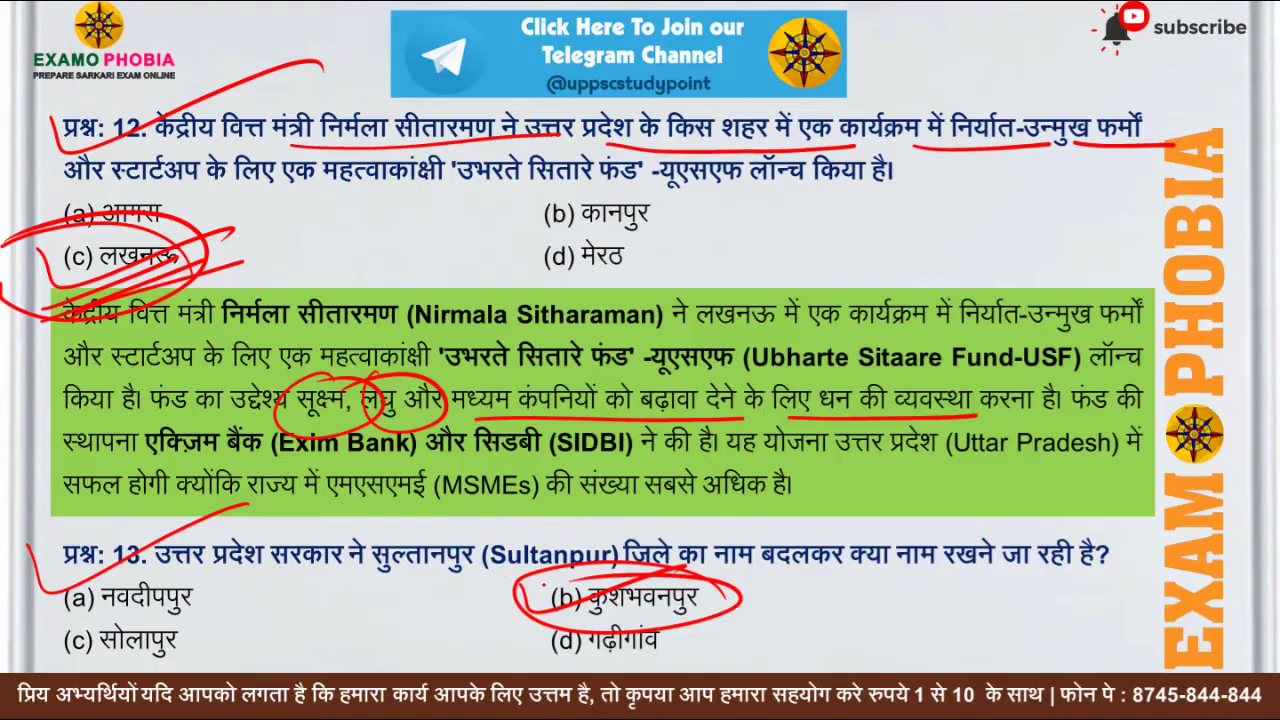 EXAMO PHOBIA
PREPARE SARKARI EXAM ONLINE
Click Here To Join our
Telegram Channel
@uppscstudypoint
subscribe
प्रश्न: 12. केंद्रीय वित्त मंत्री निर्मला सीतारमण ने उत्तर प्रदेश के किस शहर में एक कार्यक्रम में निर्यात-उन्मुख फर्मों
और स्टार्टअप के लिए एक महत्वाकांक्षी 'उभरते सितारे फंड' -यूएसएफ लॉन्च किया है।
(a) आगरा
(b) कानपुर
(c) लखनऊ
(d) मेरठ
केंद्रीय वित्त मंत्री निर्मला सीतारमण (Nirmala Sitharaman) ने लखनऊ में एक कार्यक्रम में निर्यात-उन्मुख फर्मों
और स्टार्टअप के लिए एक महत्वाकांक्षी 'उभरते सितारे फंड' -यूएसएफ (Ubharte Sitaare Fund-USF) लॉन्च
किया है। फंड का उद्देश्य सूक्ष्म, लघु और मध्यम कंपनियों को बढ़ावा देने के लिए धन की व्यवस्था करना है। फंड की
स्थापना एक्ज़िम बैंक (Exim Bank) और सिडबी (SIDBI) ने की है। यह योजना उत्तर प्रदेश (Uttar Pradesh) में
सफल होगी क्योंकि राज्य में एमएसएमई (MSMEs) की संख्या सबसे अधिक है।
प्रश्न: 13. उत्तर प्रदेश सरकार ने सुल्तानपुर (Sultanpur) जिले का नाम बदलकर क्या नाम रखने जा रही है?
(a) नवदीपपुर
(b) कुशभवनपुर
(c) सोलापुर
(d) गढ़ीगांव
EXAM PHOBIA
प्रिय अभ्यर्थियों यदि आपको लगता है कि हमारा कार्य आपके लिए उत्तम है, तो कृपया आप हमारा सहयोग करे रुपये 1 से 10 के साथ | फोन पे : 8745-844-844